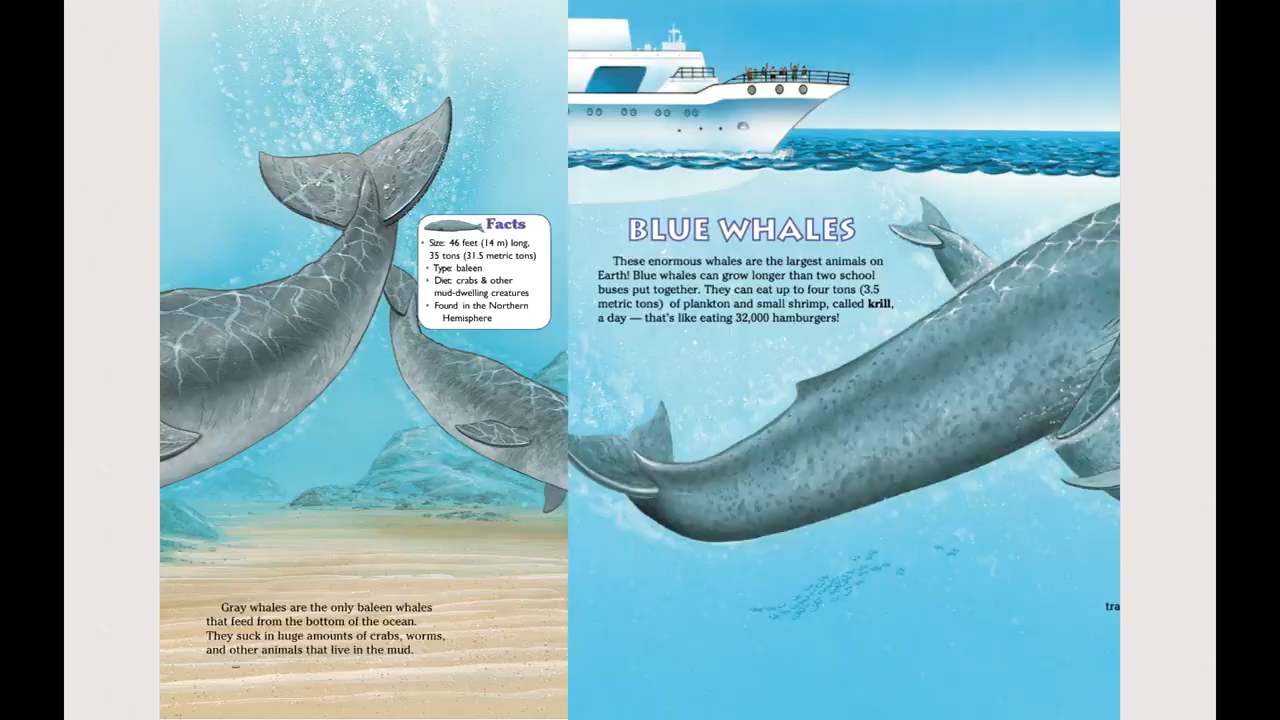 Facts
• Size: 46 feet (14 m) long,
35 tons (31.5 metric tons)
• Type: baleen
• Diet: crabs & other
mud-dwelling creatures
• Found in the Northern
Hemisphere
Gray whales are the only baleen whales
that feed from the bottom of the ocean.
They suck in huge amounts of crabs, worms,
and other animals that live in the mud.
BLUE WHALES
These enormous whales are the largest animals on
Earth! Blue whales can grow longer than two school
buses put together. They can eat up to four tons (3.5
metric tons) of plankton and small shrimp, called krill,
a day — that's like eating 32,000 hamburgers!
tra